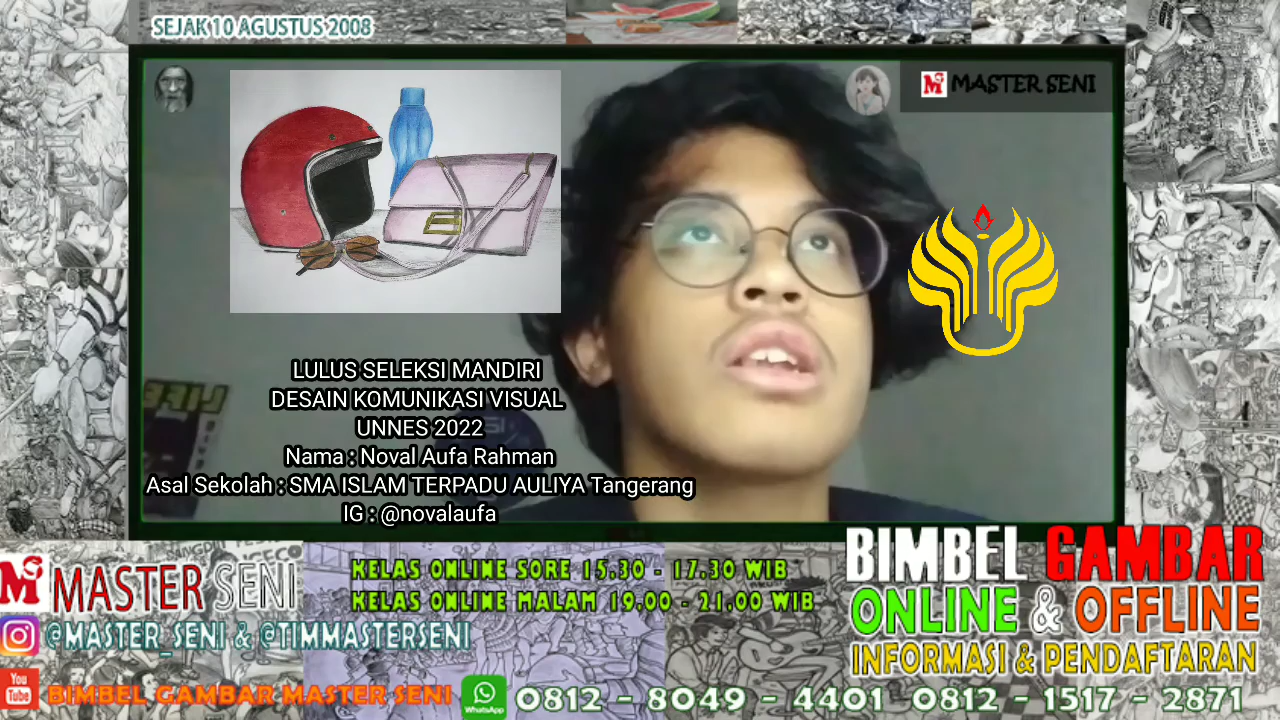 SEJAK 10 AGUSTUS 2008
MASTER SENI
LULUS SELEKSI MANDIRI
DESAIN KOMUNIKASI VISUAL
UNNES 2022
Nama : Noval Aufa Rahman
Asal Sekolah : SMA ISLAM TERPADU AULIYA Tangerang
IG : @novalaufa
MASTER SENI
@MASTER_SENI & @TIMMASTERSENI
You
Tube
BIMBEL GAMBAR MASTER SENI
KELAS ONLINE SORE 15.30 - 17.30 WIB
KELAS ONLINE MALAM 19.00 - 21.00 WIB
BIMBEL GAMBAR
ONLINE & OFFLINE
INFORMASI & PENDAFTARAN
WhatsApp
0812 - 8049 - 4401 0812 - 1517 - 2871